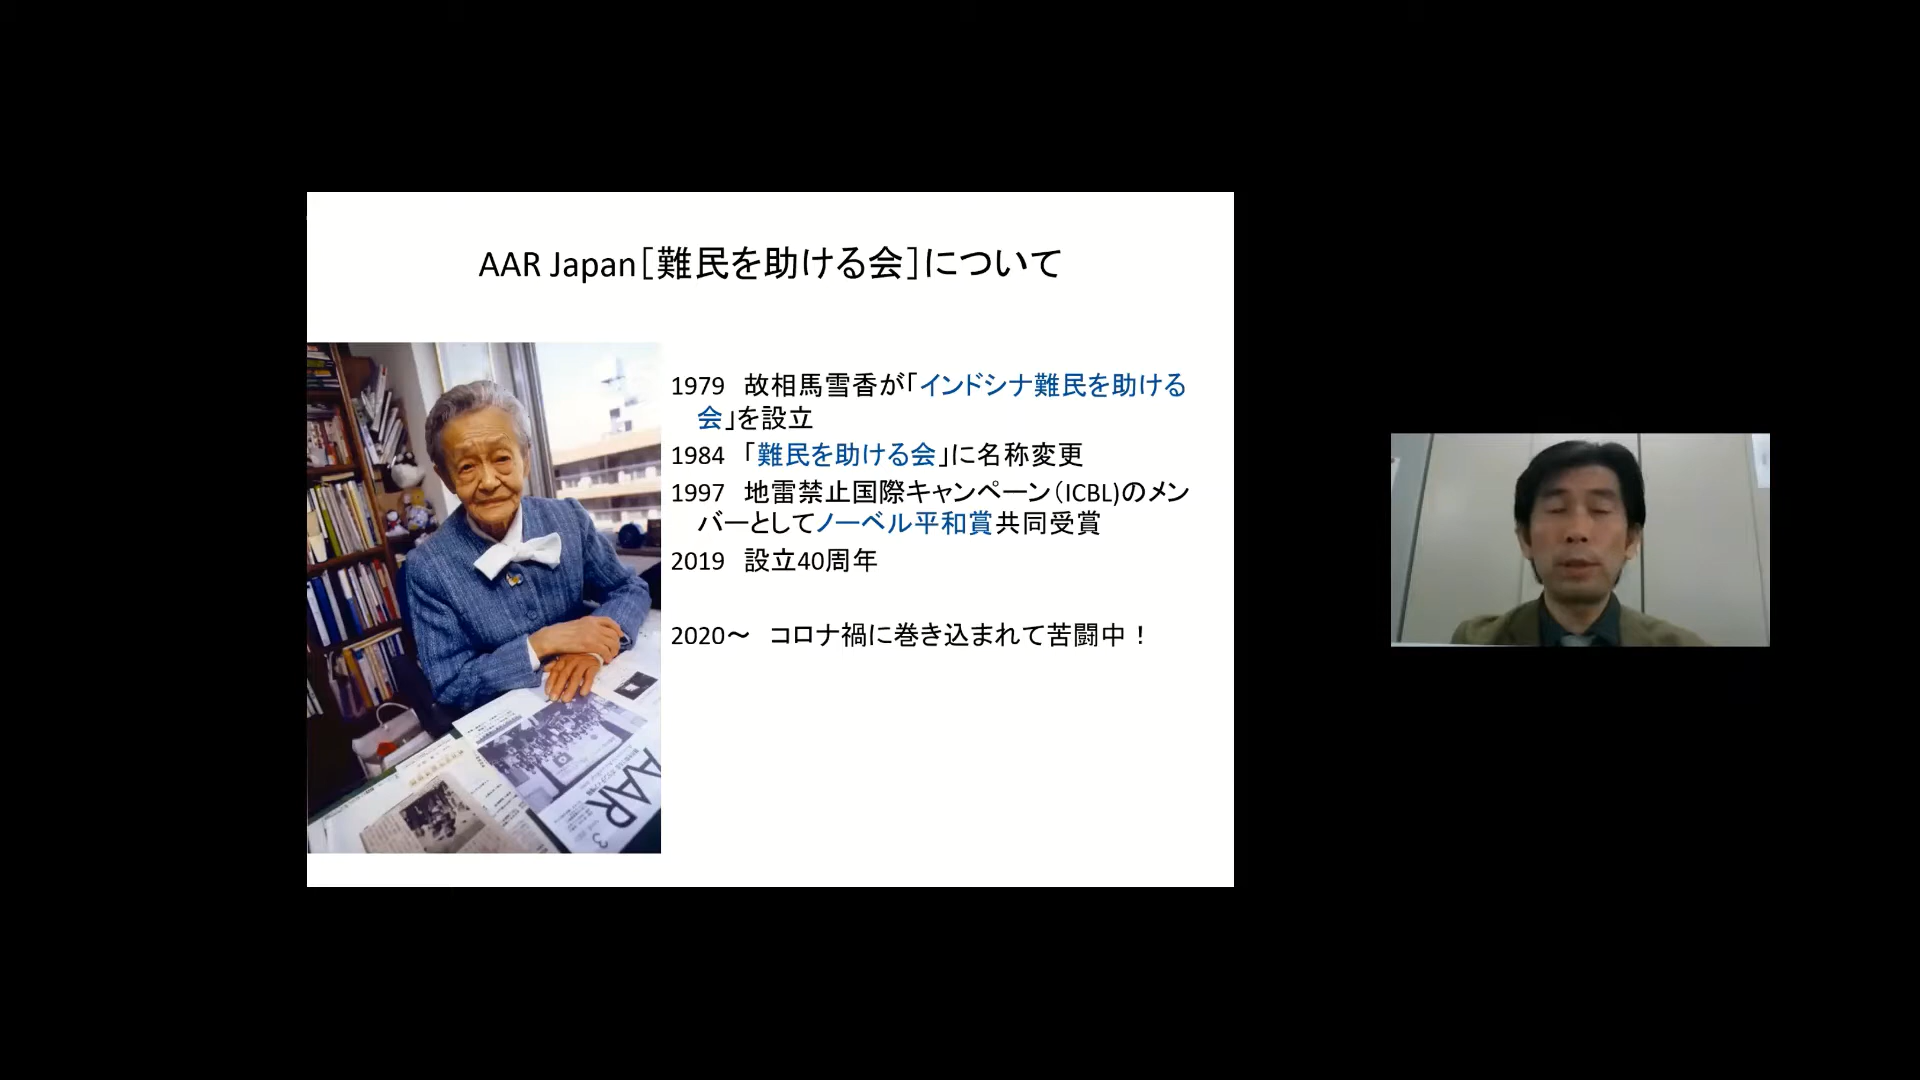 AAR Japan［難民を助ける会］について
1979　故相馬雪香が「インドシナ難民を助ける
会」を設立
1984　「難民を助ける会」に名称変更
1997　地雷禁止国際キャンペーン（ICBL)のメン
バーとしてノーベル平和賞共同受賞
2019　設立40周年
2020～　コロナ禍に巻き込まれて苦闘中！
AAR
3
AAR